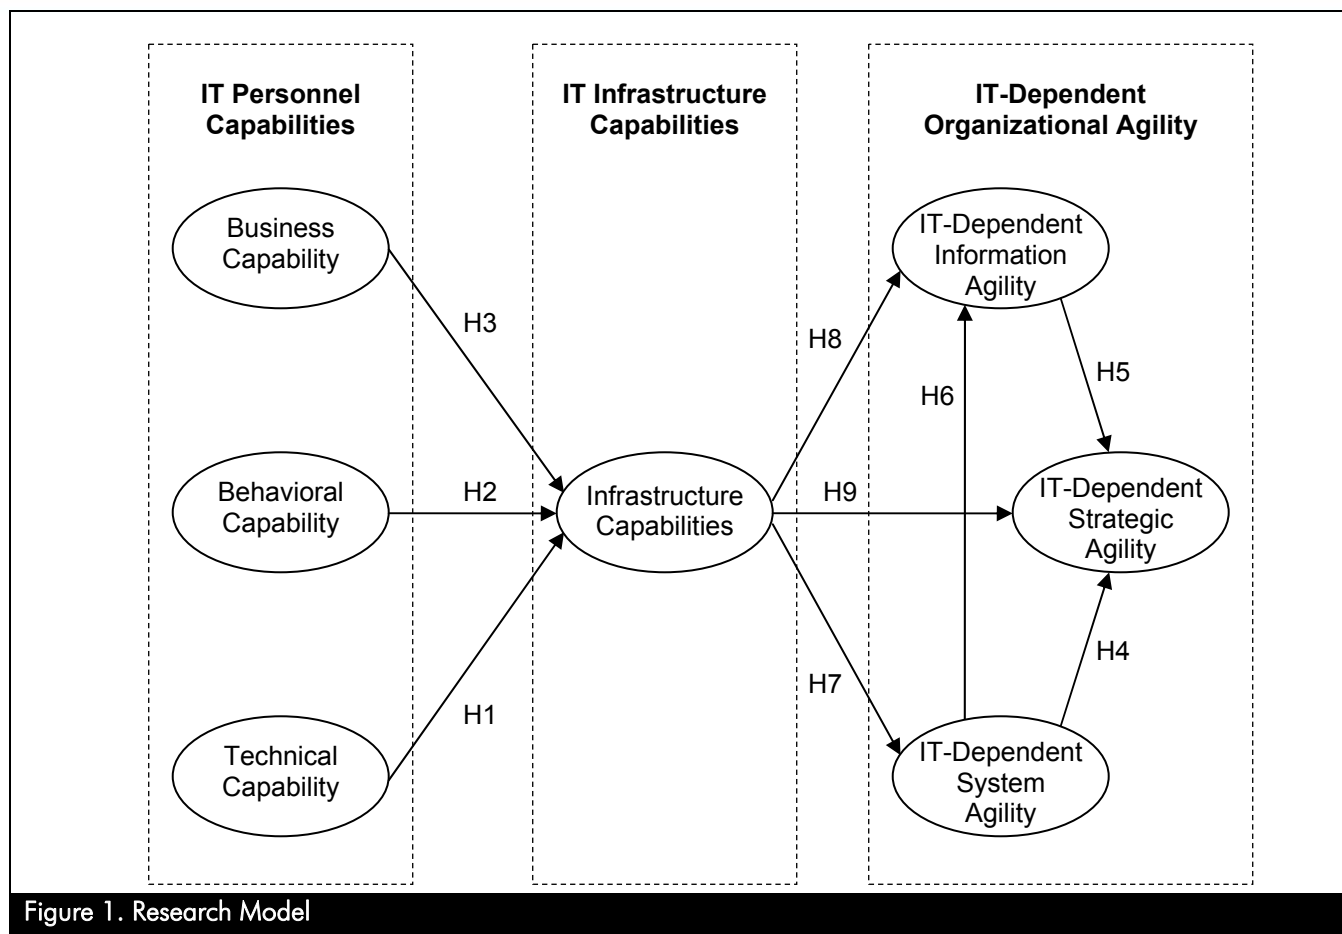 IT Personnel
Capabilities
IT Infrastructure
Capabilities
IT-Dependent
Organizational Agility
Business
Capability
IT-Dependent
Information
Agility
H3
H8
H6
H5
Behavioral
Capability
H2
Infrastructure
Capabilities
H9
IT-Dependent
Strategic
Agility
H1
H7
H4
Technical
Capability
IT-Dependent
System
Agility
Figure 1. Research Model